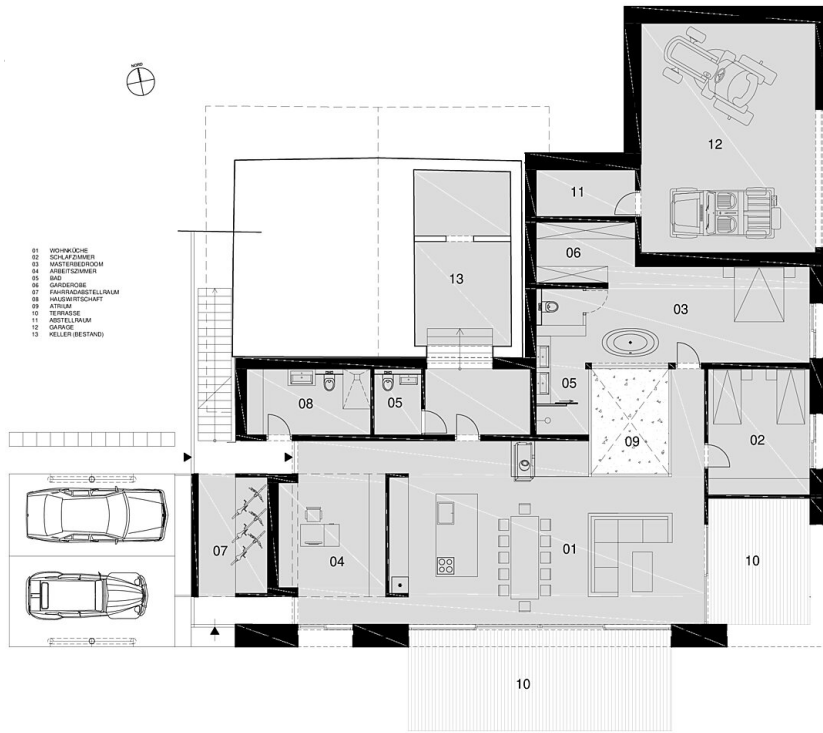 NORD
12
11
06
13
03
01 WOHNKÜCHE
02 SCHLAFZIMMER
03 MASTERBEDROOM
04 ARBEITSZIMMER
05 BAD
06 GARDEROBE
07 FAHRRADABSTELLRAUM
08 HAUSWIRTSCHAFT
09 ATRIUM
10 TERRASSE
11 ABSTELLRAUM
12 GARAGE
13 KELLER (BESTAND)
08
05
05
09
02
07
04
01
10
10